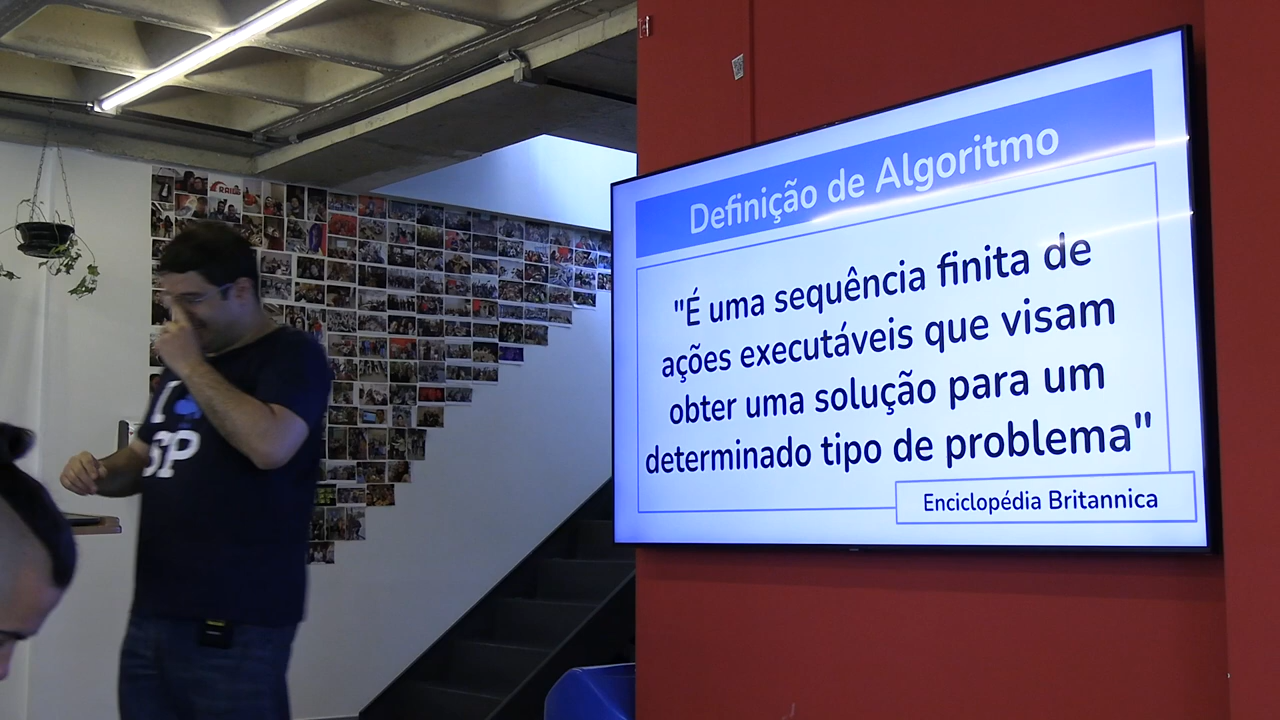 Definição de Algoritmo
"É uma sequência finita de
ações executáveis que visam
obter uma solução para um
determinado tipo de problema"
Enciclopédia Britannica
I
SP